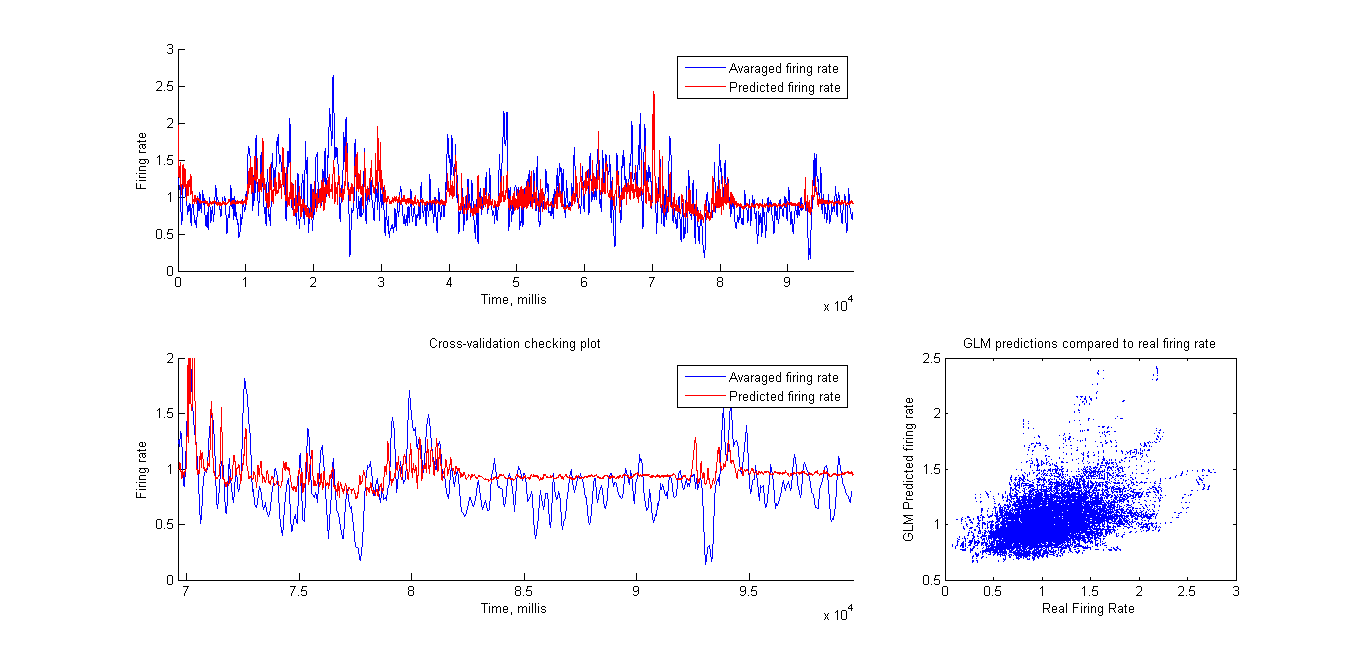 3
2.5
2
1.5
1
0.5
0
Firing rate
Avaraged firing rate
Predicted firing rate
0 1 2 3 4 5 6 7 8 9
Time, millis
x 10^4
Cross-validation checking plot
2
1.5
1
0.5
0
Firing rate
Avaraged firing rate
Predicted firing rate
7 7.5 8 8.5 9 9.5
Time, millis
x 10^4
GLM predictions compared to real firing rate
2.5
2
1.5
1
0.5
GLM Predicted firing rate
0 0.5 1 1.5 2 2.5 3
Real Firing Rate